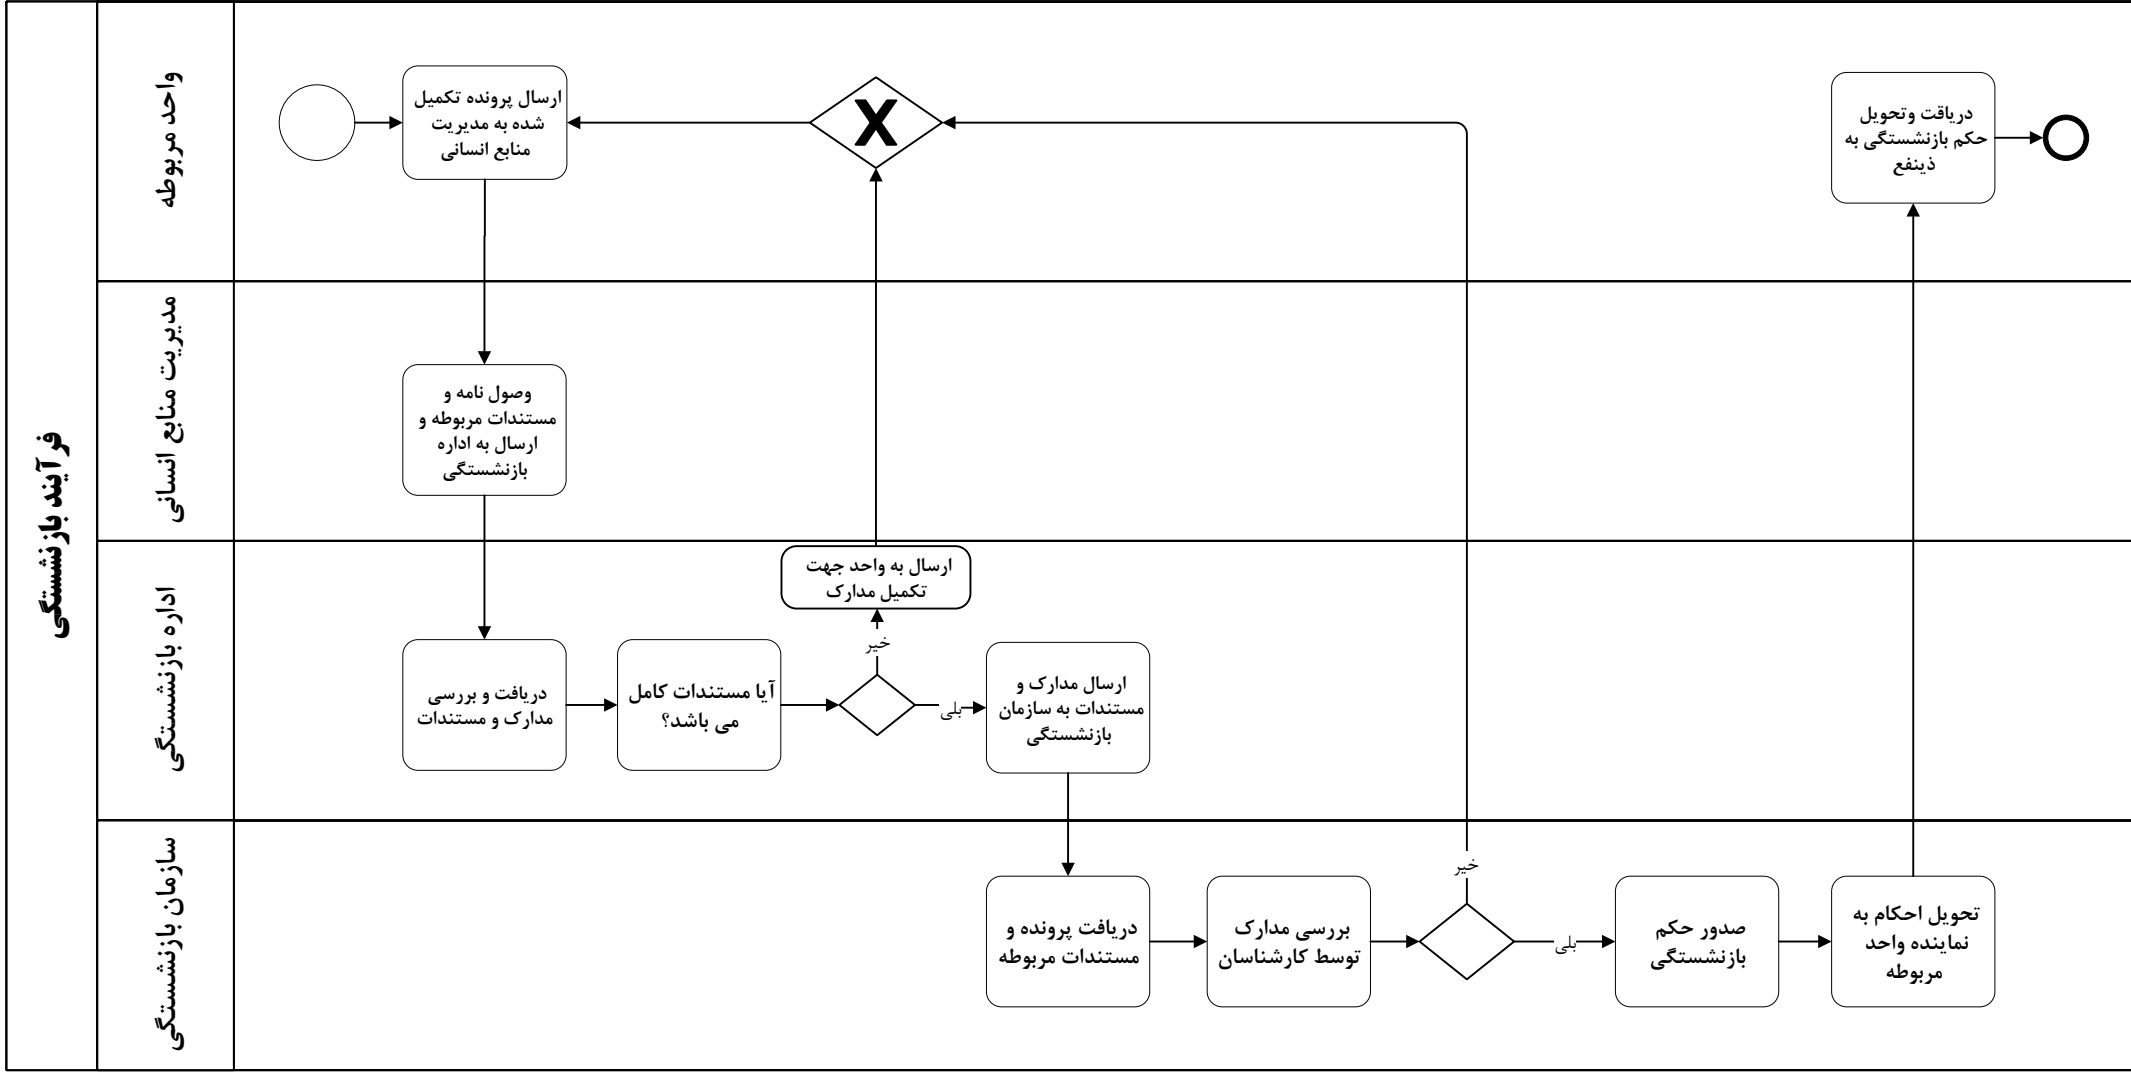 فرآیند بازنشستگی
واحد مربوطه
ارسال پرونده تکمیل
شده به مدیریت
منابع انسانی
X
دریاقت وتحویل
حکم بازنشستگی به
ذینفع
مدیریت منابع انسانی
وصول نامه و
مستندات مربوطه و
ارسال به اداره
بازنشستگی
اداره بازنشستگی
دریافت و بررسی
مدارک و مستندات
آیا مستندات کامل
می باشد؟
ارسال به واحد جهت
تکمیل مدارک
خیر
بلی
ارسال مدارک و
مستندات به سازمان
بازنشستگی
سازمان بازنشستگی
دریافت پرونده و
مستندات مربوطه
بررسی مدارک
توسط کارشناسان
خیر
بلی
صدور حکم
بازنشستگی
تحویل احکام به
نماینده واحد
مربوطه